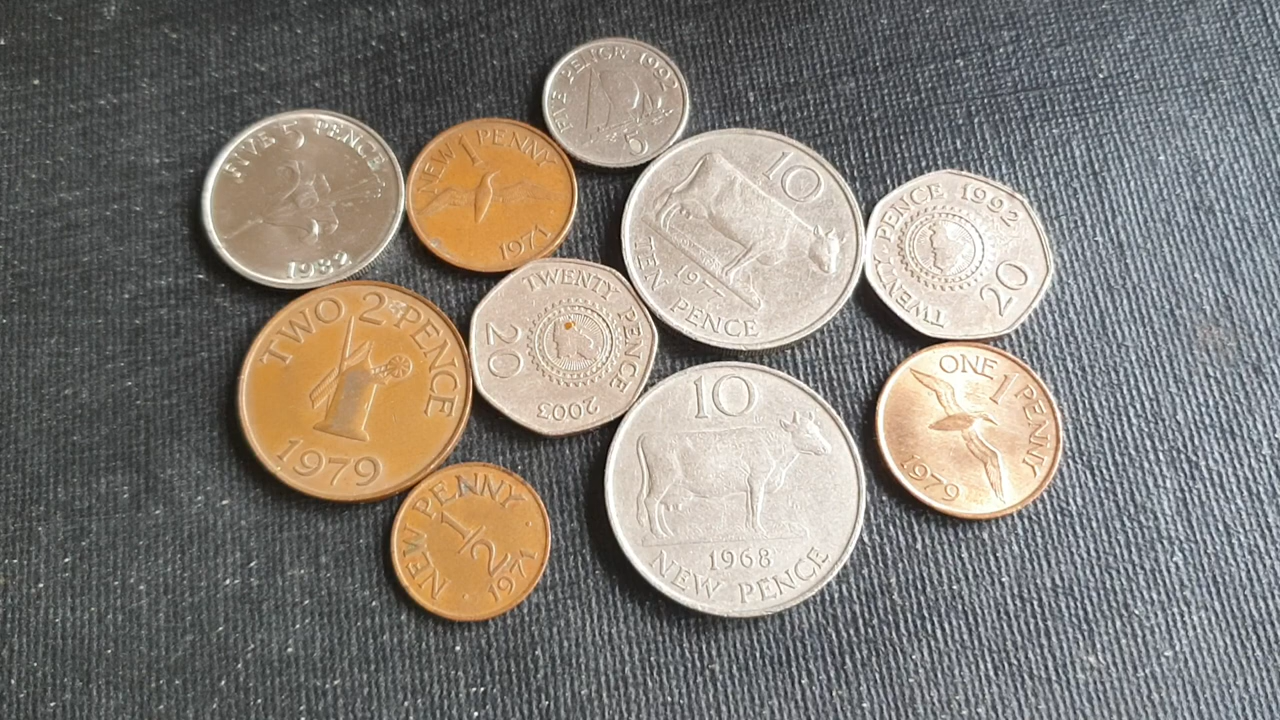 FIVE PENCE 1992
5
FIVE 5 PENCE
1982
NEW 1 PENNY
1971
10
1977
TEN PENCE
TWENTY PENCE 1992
20
TWO 2 PENCE
1979
TWENTY PENCE
20
2003
10
1968
NEW PENCE
ONE 1 PENNY
1979
NEW PENNY
1/2
1971